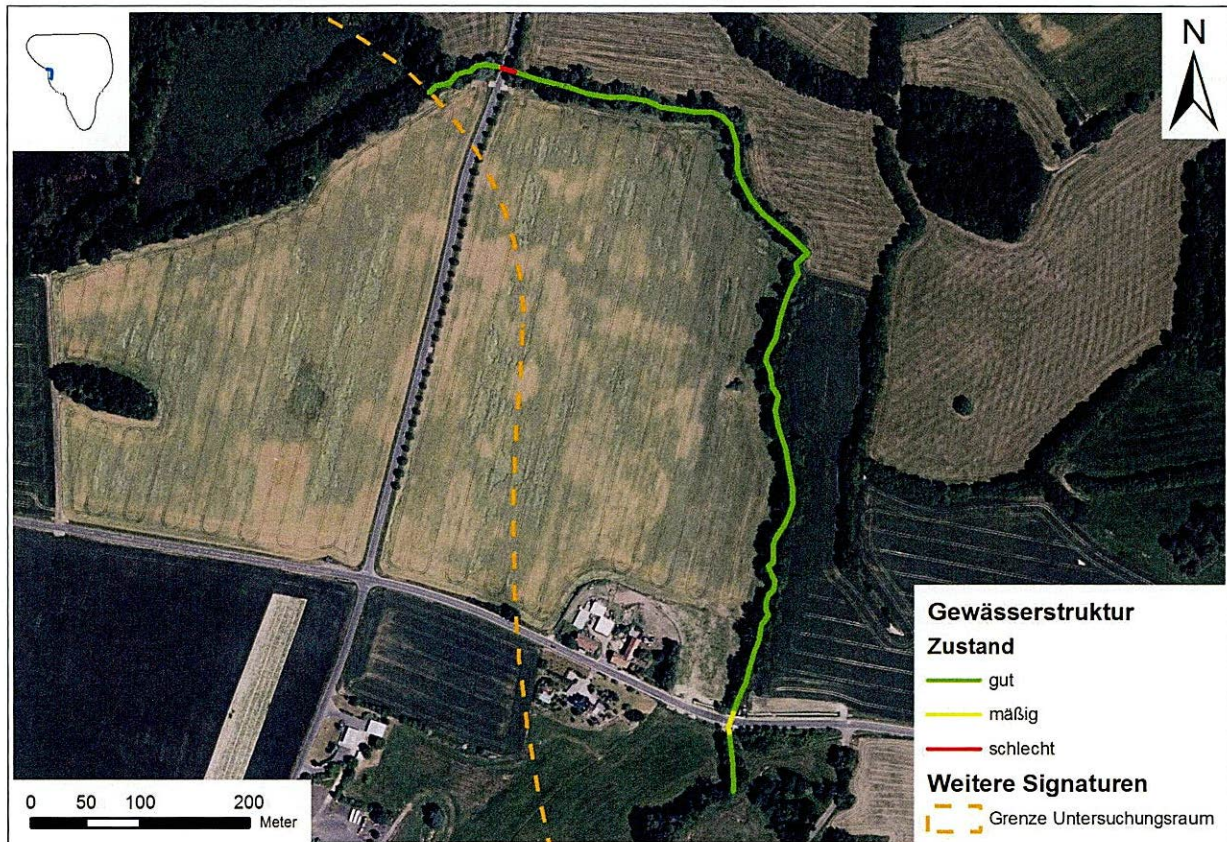 N
Gewässerstruktur
Zustand
gut
mäßig
schlecht
Weitere Signaturen
Grenze Untersuchungsraum
0 50 100 200
Meter